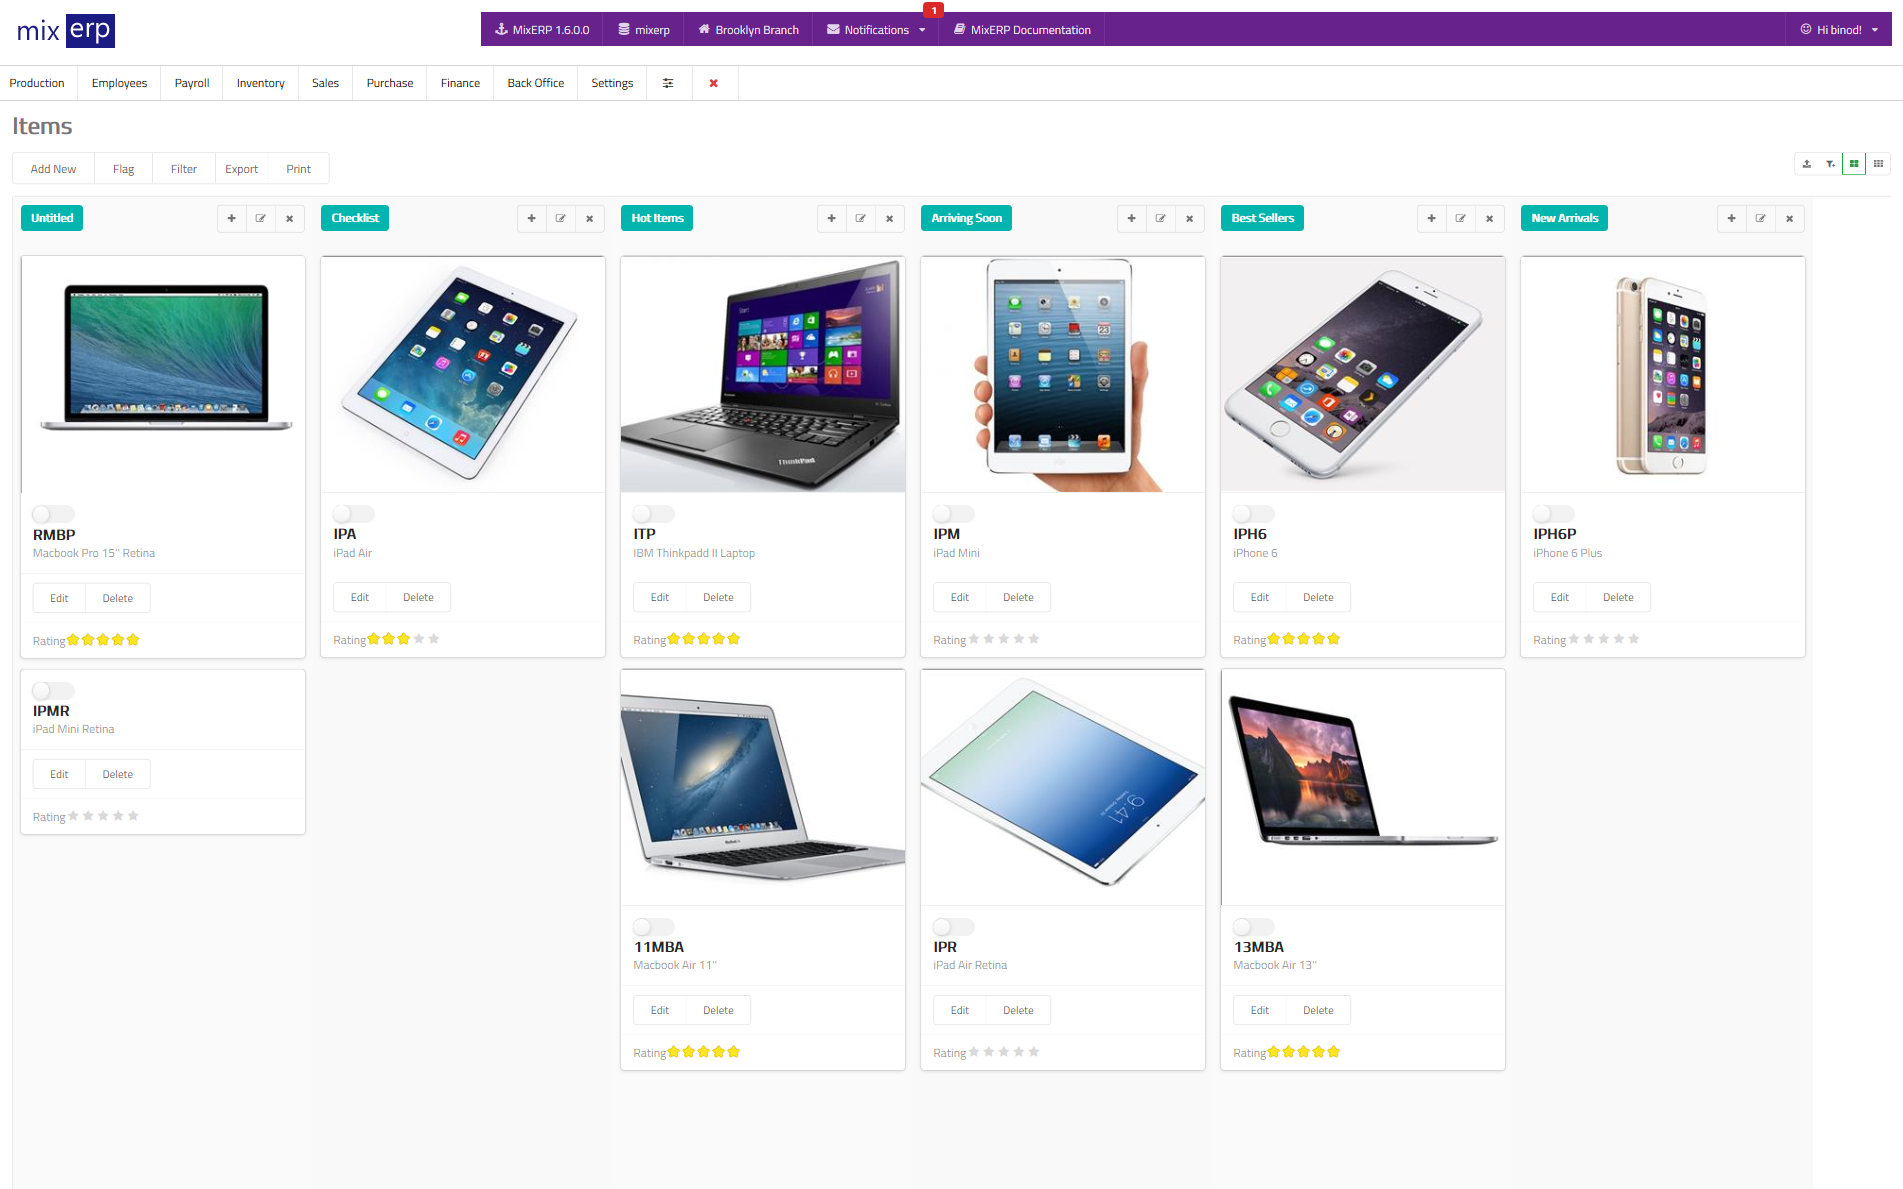 mix erp
1
MixERP 1.6.0.0 mixerp Brooklyn Branch Notifications MixERP Documentation Hi binod!
Production Employees Payroll Inventory Sales Purchase Finance Back Office Settings
Items
Add New Flag Filter Export Print
Untitled Checklist Hot Items Arriving Soon Best Sellers New Arrivals
Start
ThinkPad
RMBP
Macbook Pro 15'' Retina
Edit Delete
Rating
IPA
iPad Air
Edit Delete
Rating
ITP
IBM Thinkpadd II Laptop
Edit Delete
Rating
IPM
iPad Mini
Edit Delete
Rating
IPH6
iPhone 6
Edit Delete
Rating
IPH6P
iPhone 6 Plus
Edit Delete
Rating
IPMR
iPad Mini Retina
Edit Delete
Rating
9:41
11MBA
Macbook Air 11''
Edit Delete
Rating
IPR
iPad Air Retina
Edit Delete
Rating
13MBA
Macbook Air 13''
Edit Delete
Rating